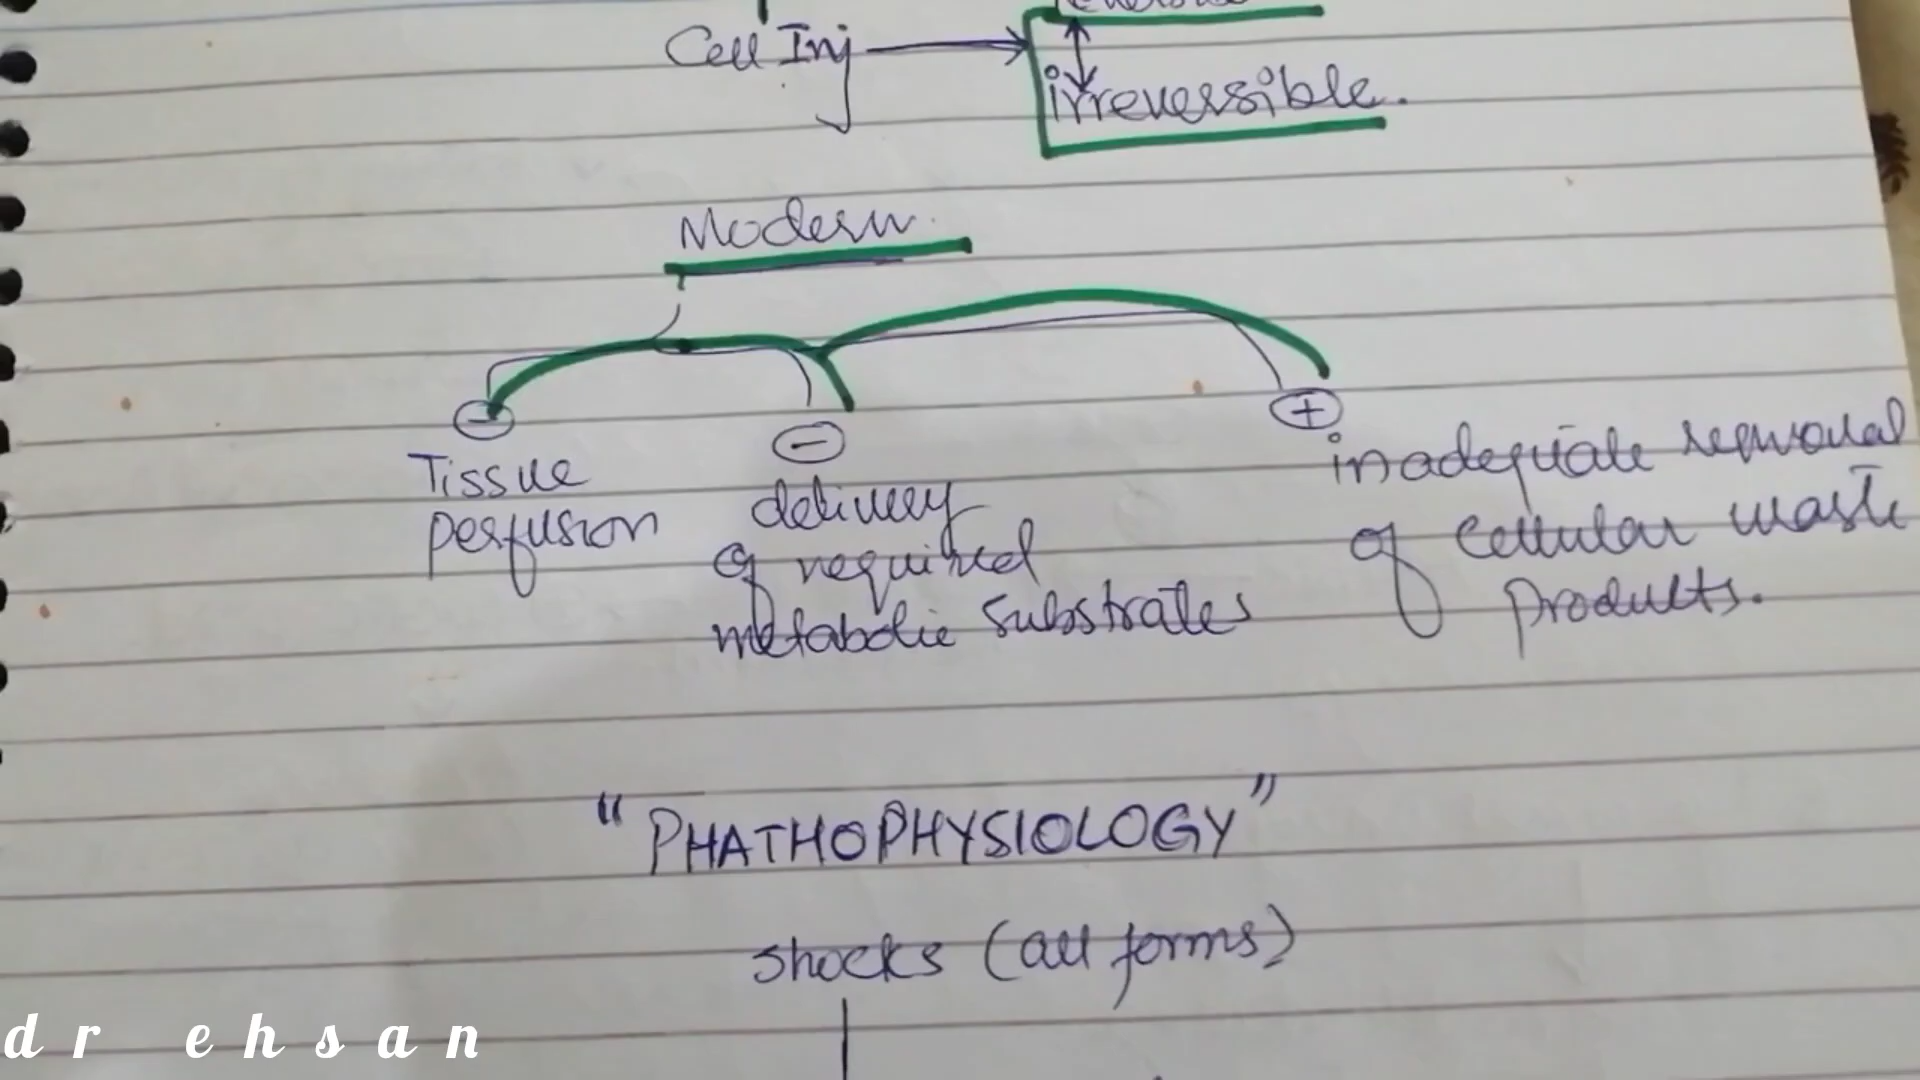 Cell Inj
irreversible.
Modern
- - +
Tissue
perfusion
delivery
of required
metabolic substrates
inadequate removal
of cellular waste
products.
"PHATHOPHYSIOLOGY"
shocks (all forms)
dr ehsan